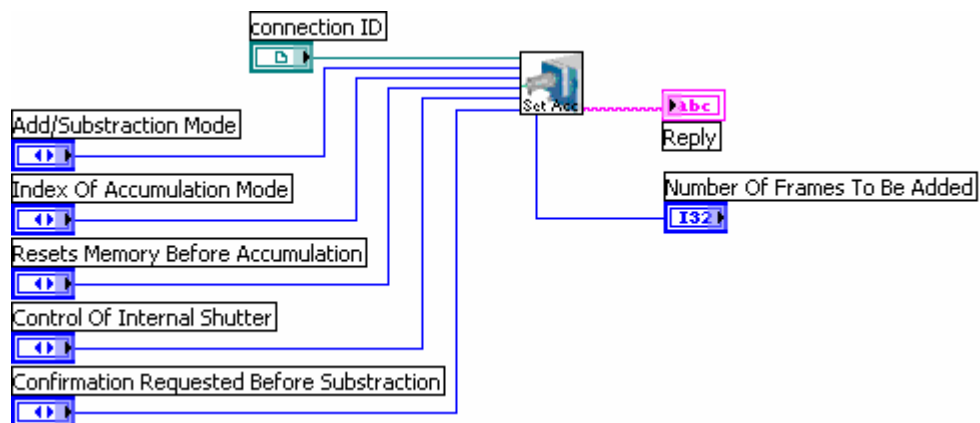 connection ID
Set Acc
abc
Reply
Add/Substraction Mode
Number Of Frames To Be Added
I32
Index Of Accumulation Mode
Resets Memory Before Accumulation
Control Of Internal Shutter
Confirmation Requested Before Substraction